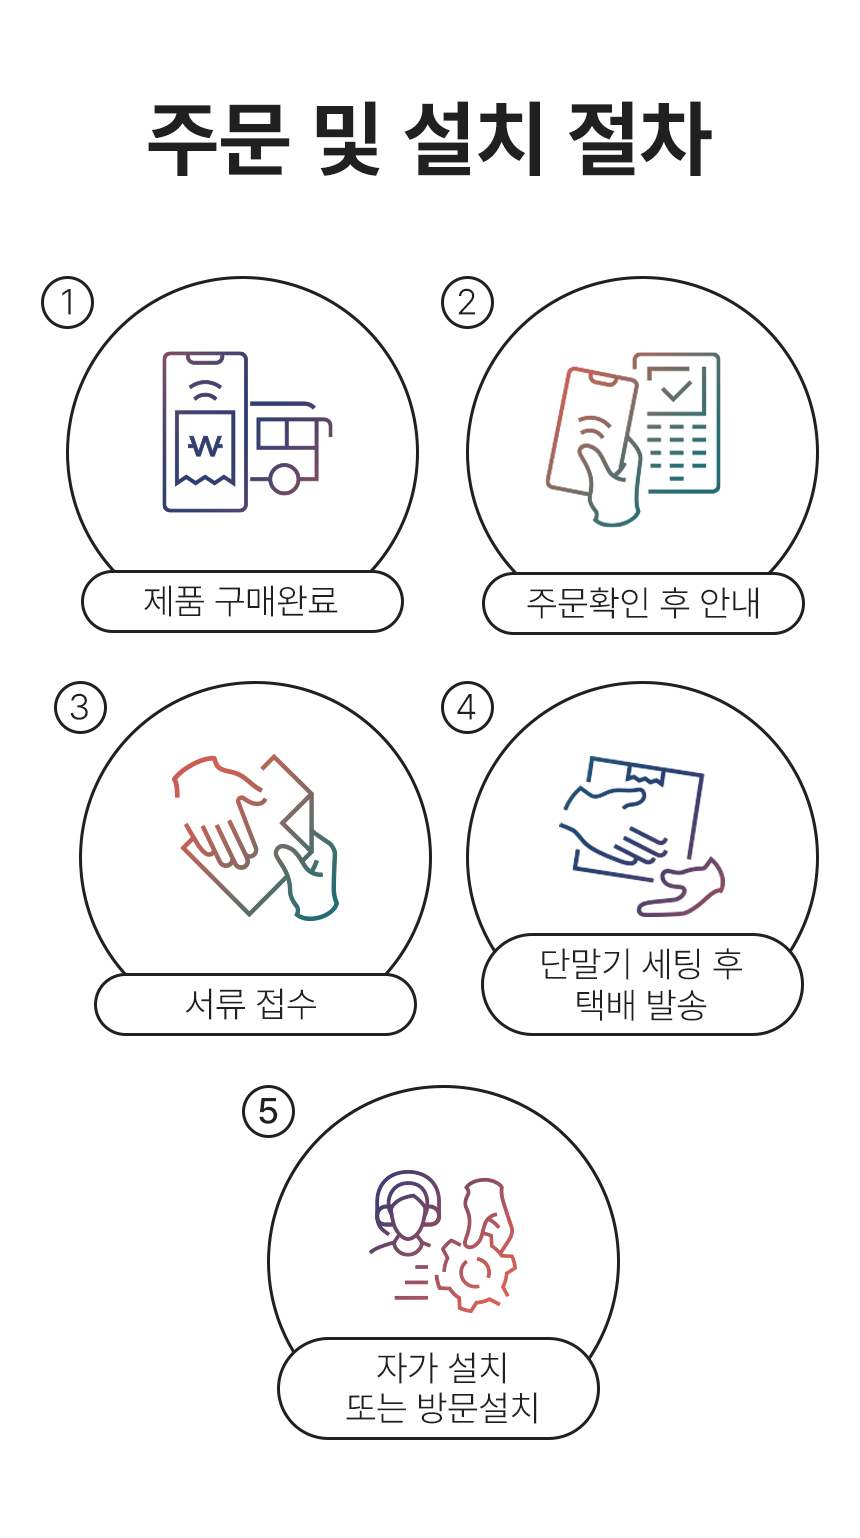 주문 및 설치 절차
1
₩
제품 구매완료
2
주문확인 후 안내
3
서류 접수
4
단말기 세팅 후
택배 발송
5
자가 설치
또는 방문설치